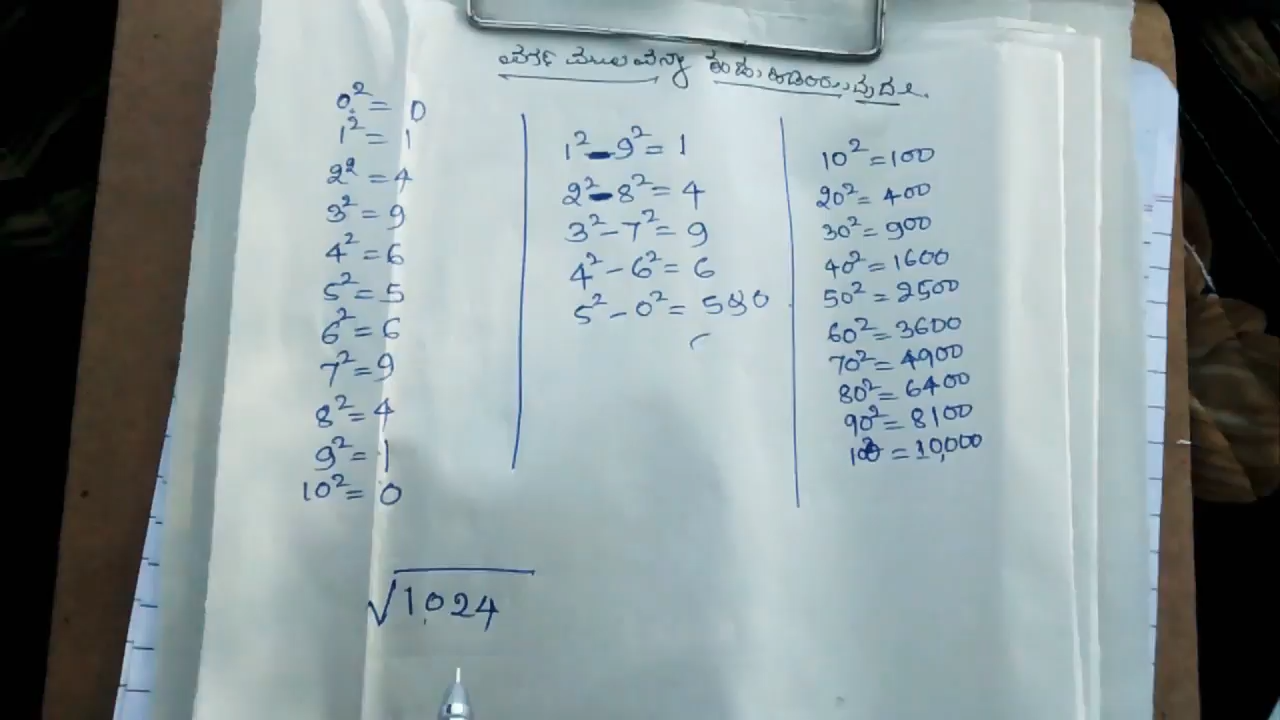 ವರ್ಗ ಮೂಲವನ್ನು ಕಂಡು ಹಿಡಿಯುವುದು.
0² = 0
1² = 1
2² = 4
3² = 9
4² = 6
5² = 5
6² = 6
7² = 9
8² = 4
9² = 1
10² = 0
1² - 9² = 1
2² - 8² = 4
3² - 7² = 9
4² - 6² = 6
5² - 0² = 5 & 0
10² = 100
20² = 400
30² = 900
40² = 1600
50² = 2500
60² = 3600
70² = 4900
80² = 6400
90² = 8100
100² = 10,000
√1024